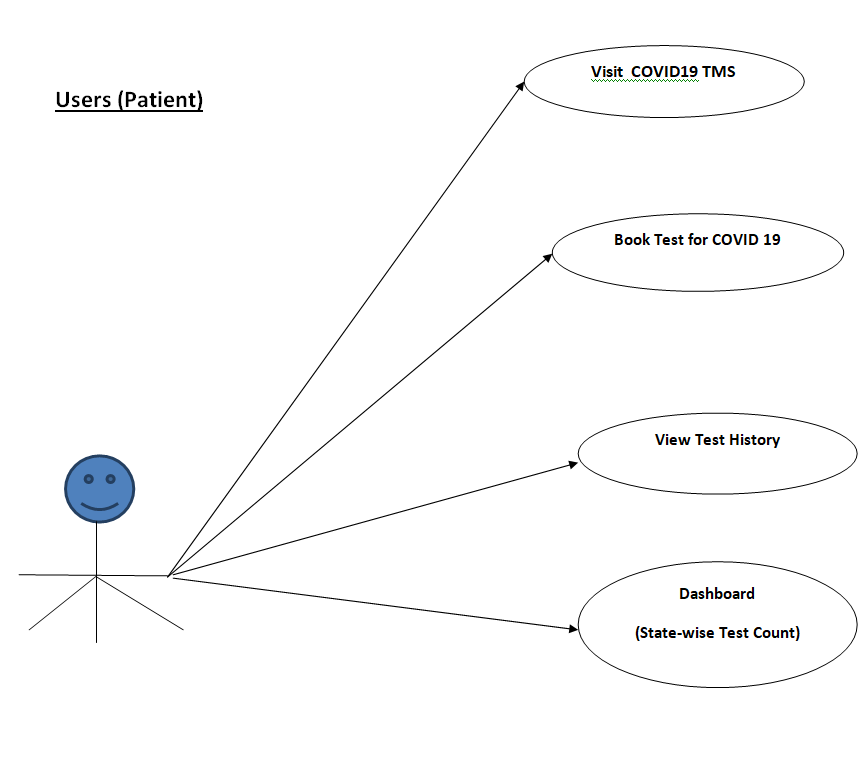 Users (Patient)
Visit COVID19 TMS
Book Test for COVID 19
View Test History
Dashboard
(State-wise Test Count)